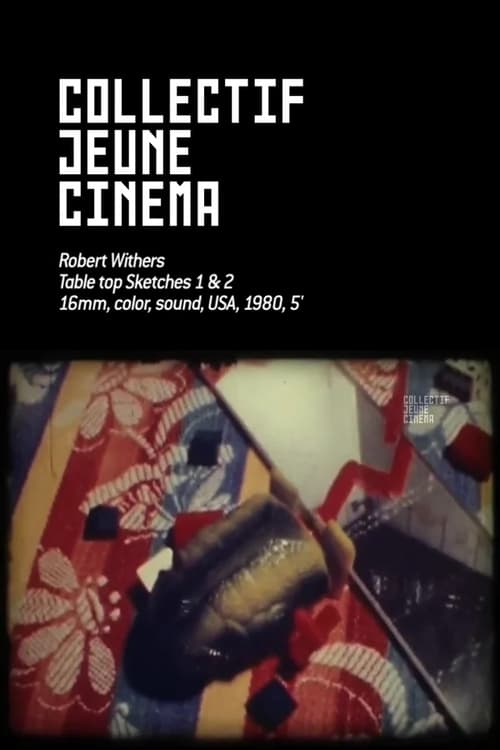 COLLECTIF
JEUNE
CINEMA
Robert Withers
Table top Sketches 1 & 2
16mm, color, sound, USA, 1980, 5'
COLLECTIF
JEUNE
CINEMA